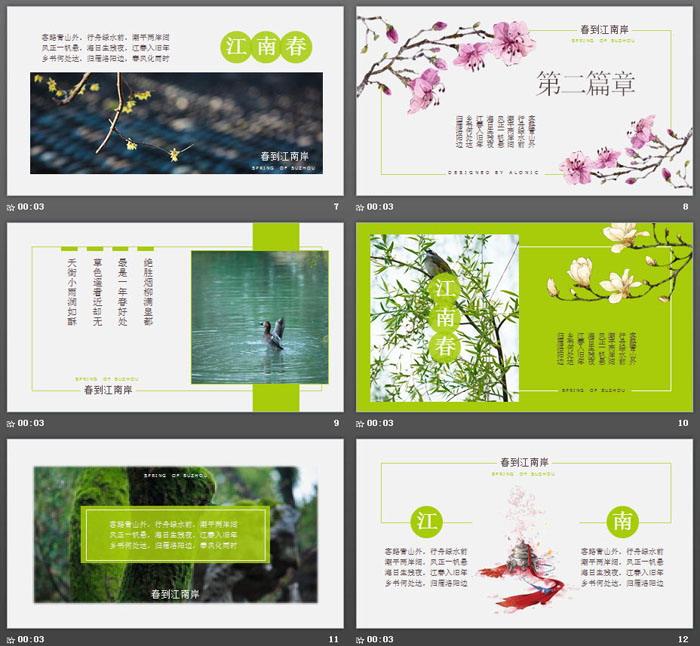 客路青山外，行舟绿水前，潮平两岸阔
风正一帆悬，海日生残夜，江春入旧年
乡书何处达，归雁洛阳边，春风化雨时
江南春
春到江南岸
SPRING OF SUZHOU
00:03
7
春到江南岸
SPRING OF SUZHOU
第二篇章
客路青山外
行舟绿水前
潮平两岸阔
风正一帆悬
海日生残夜
江春入旧年
乡书何处达
归雁洛阳边
DESIGNED BY ALONIC
00:03
8
天街小雨润如酥
草色遥看近却无
最是一年春好处
绝胜烟柳满皇都
SPRING OF SUZHOU
春到江南岸
00:03
9
江南春
客路青山外
行舟绿水前
潮平两岸阔
风正一帆悬
海日生残夜
江春入旧年
乡书何处达
归雁洛阳边
SPRING OF SUZHOU
00:03
10
SPRING OF SUZHOU
客路青山外，行舟绿水前，潮平两岸阔
风正一帆悬，海日生残夜，江春入旧年
乡书何处达，归雁洛阳边，春风化雨时
春到江南岸
00:03
11
春到江南岸
SPRING OF SUZHOU
江
客路青山外，行舟绿水前
潮平两岸阔，风正一帆悬
海日生残夜，江春入旧年
乡书何处达，归雁洛阳边
南
客路青山外，行舟绿水前
潮平两岸阔，风正一帆悬
海日生残夜，江春入旧年
乡书何处达，归雁洛阳边
00:03
12